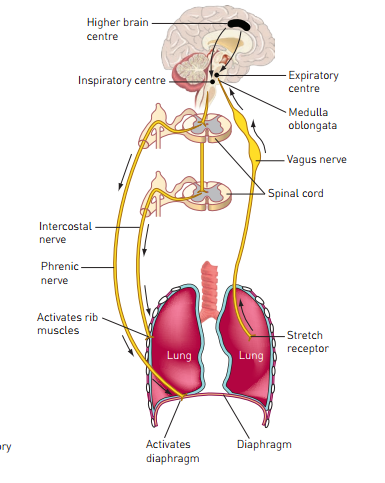 Higher brain
centre
Inspiratory centre
Expiratory
centre
Medulla
oblongata
Vagus nerve
Spinal cord
Intercostal
nerve
Phrenic
nerve
Activates rib
muscles
Lung
Lung
Stretch
receptor
Activates
diaphragm
Diaphragm
ory